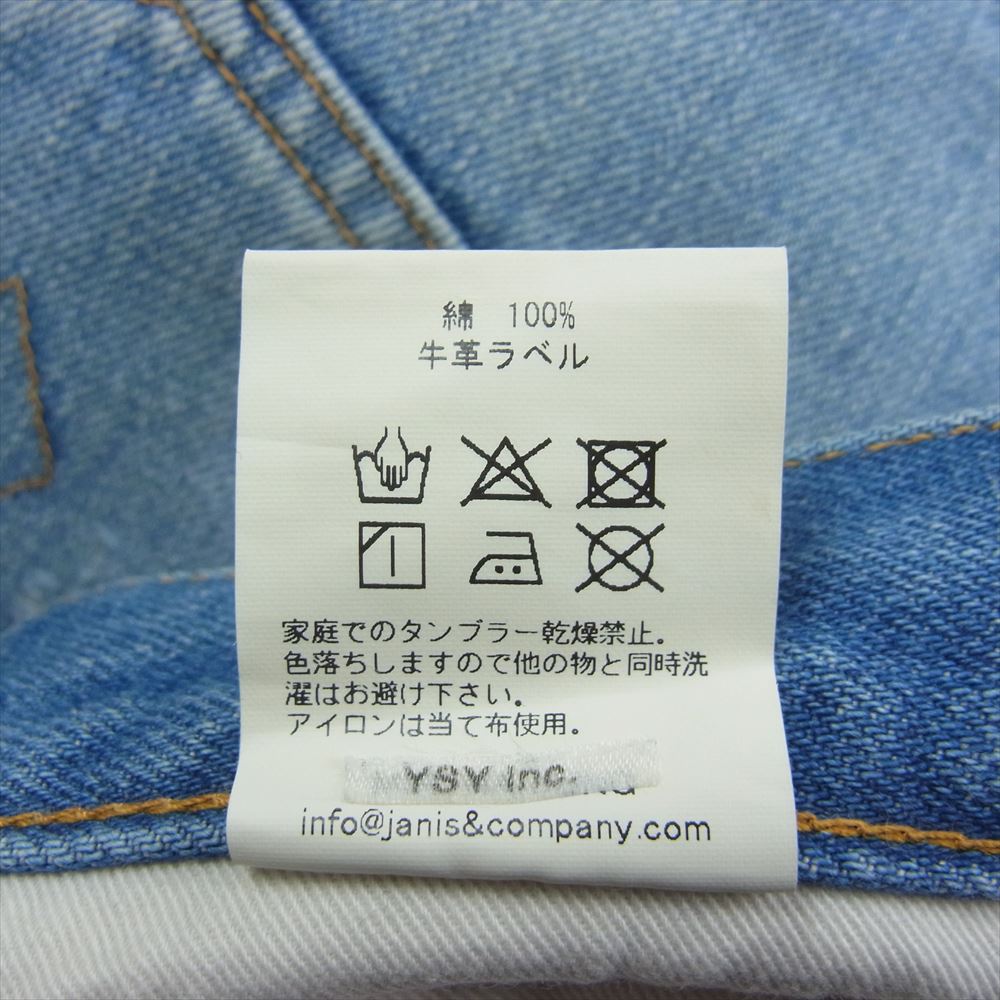 綿 100%
牛革ラベル
家庭でのタンブラー乾燥禁止.
色落ちしますので他の物と同時洗
濯はお避け下さい.
アイロンは当て布使用.
YSY Inc.
info@janis&company.com